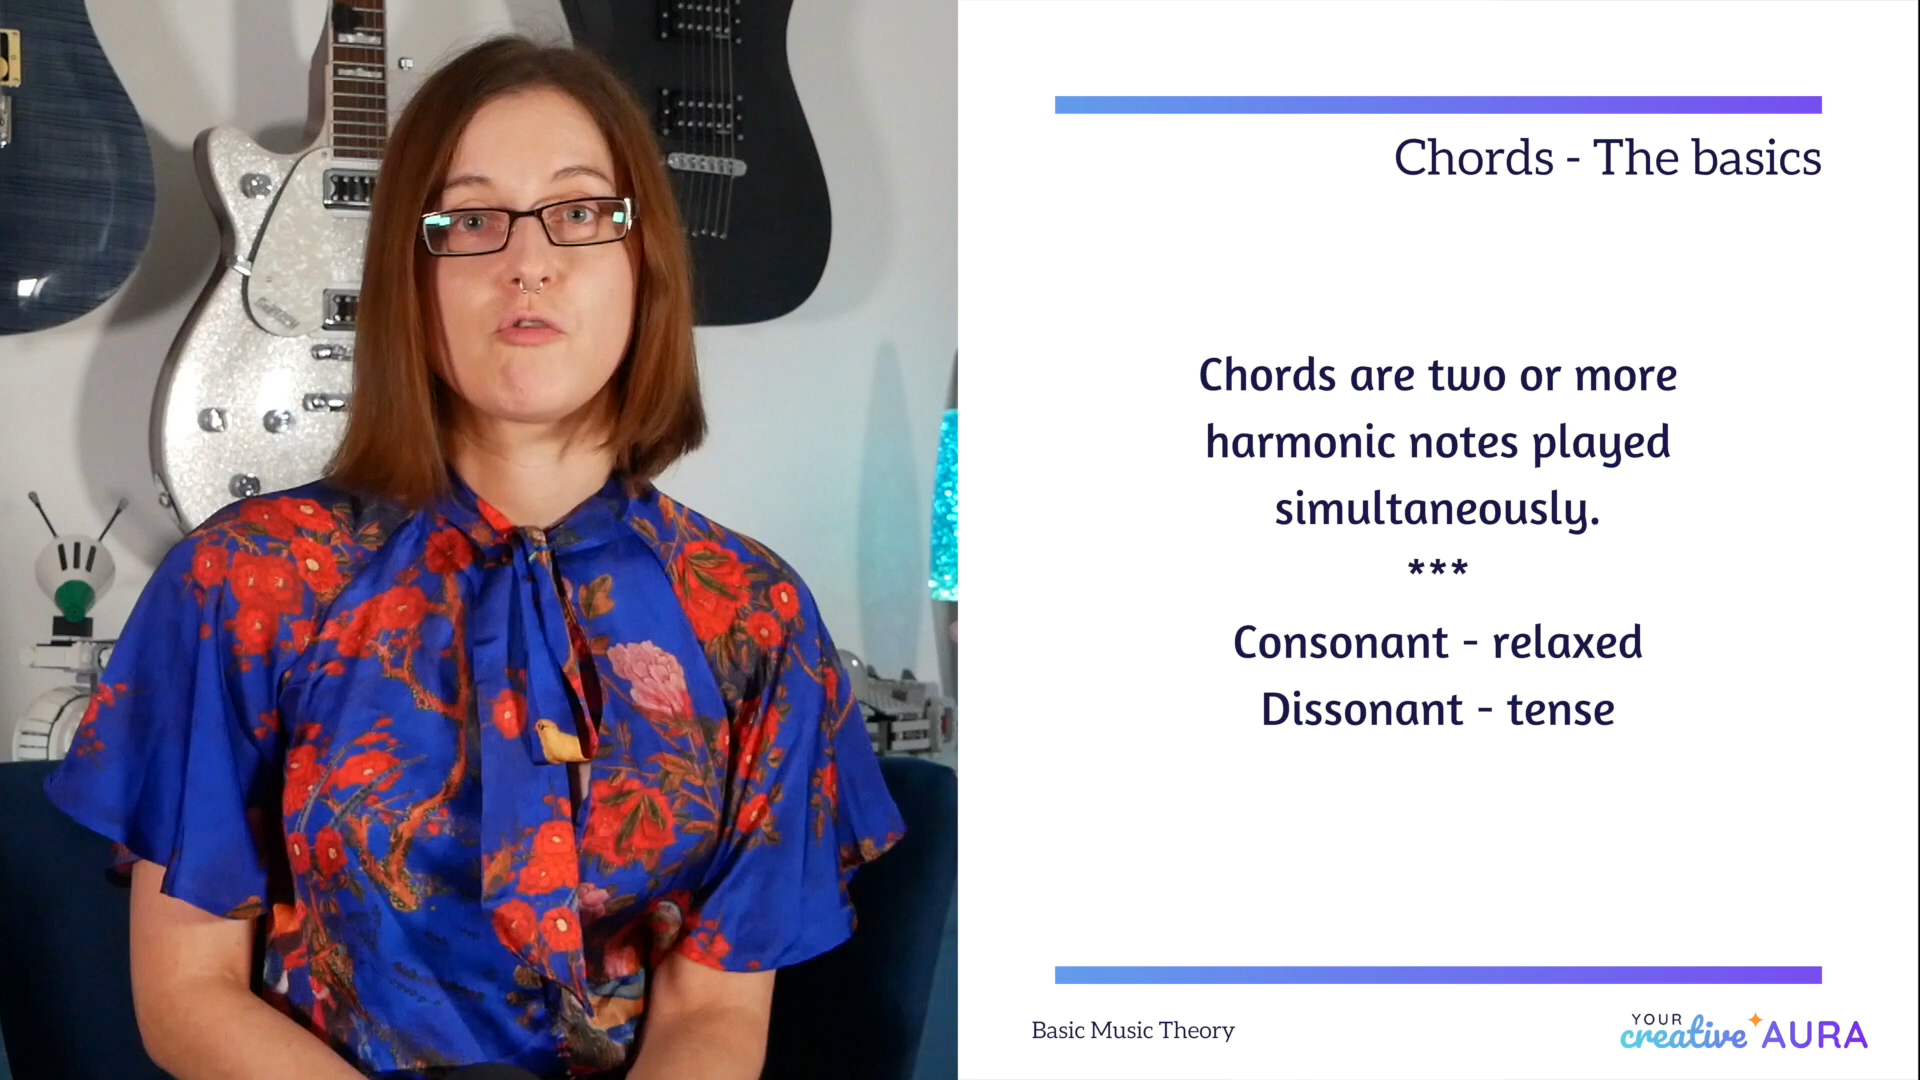 Chords - The basics
Chords are two or more
harmonic notes played
simultaneously.
***
Consonant - relaxed
Dissonant - tense
Basic Music Theory
YOUR
creative AURA